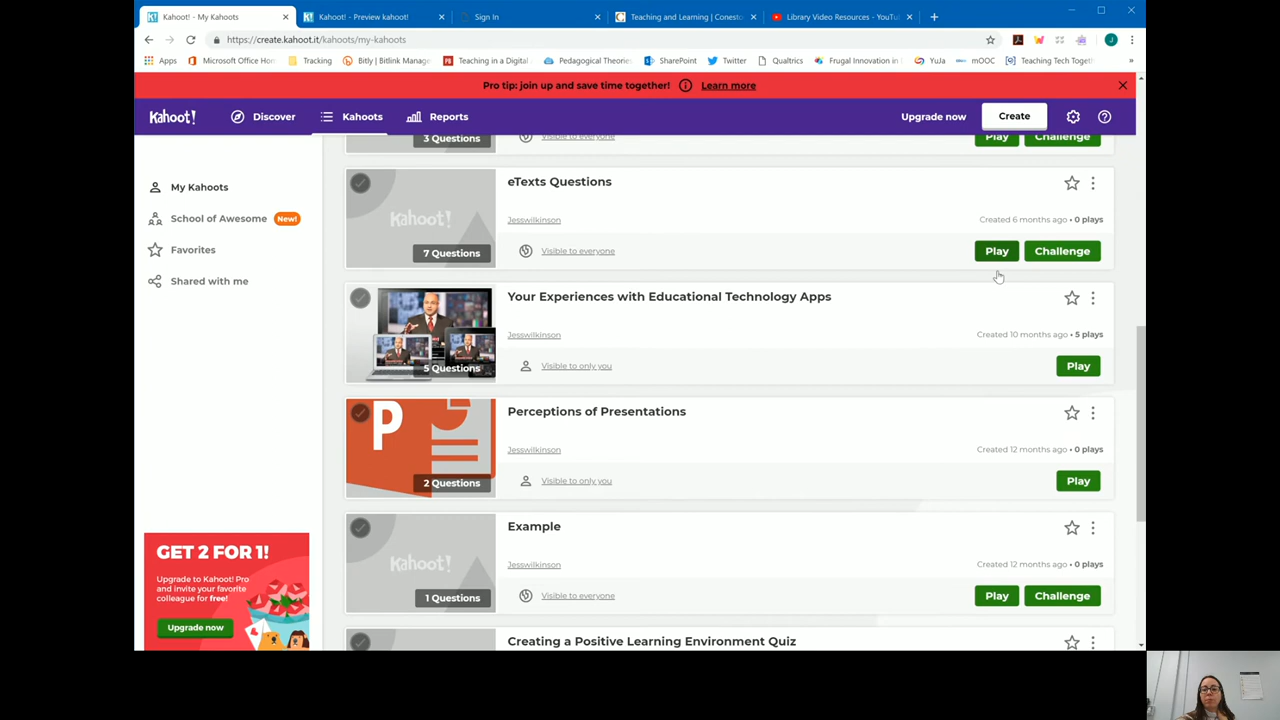 Kahoot! - My Kahoots
Kahoot! - Preview kahoot!
Sign In
Teaching and Learning | Conesto
Library Video Resources - YouTu
https://create.kahoot.it/kahoots/my-kahoots
Apps
Microsoft Office Hom
Tracking
Bitly | Bitlink Manage
Teaching in a Digital
Pedagogical Theories
SharePoint
Twitter
Qualtrics
Frugal Innovation in
YuJa
mOOC
Teaching Tech Toget
Pro tip: join up and save time together!
Learn more
Kahoot!
Discover
Kahoots
Reports
Upgrade now
Create
3 Questions
Visible to everyone
Play
Challenge
My Kahoots
School of Awesome
New!
Favorites
Shared with me
Kahoot!
7 Questions
eTexts Questions
Jesswilkinson
Created 6 months ago • 0 plays
Visible to everyone
Play
Challenge
5 Questions
Your Experiences with Educational Technology Apps
Jesswilkinson
Created 10 months ago • 5 plays
Visible to only you
Play
P
2 Questions
Perceptions of Presentations
Jesswilkinson
Created 12 months ago • 0 plays
Visible to only you
Play
Kahoot!
1 Questions
Example
Jesswilkinson
Created 12 months ago • 0 plays
Visible to everyone
Play
Challenge
Creating a Positive Learning Environment Quiz
GET 2 FOR 1!
Upgrade to Kahoot! Pro
and invite your favorite
colleague for free!
Upgrade now